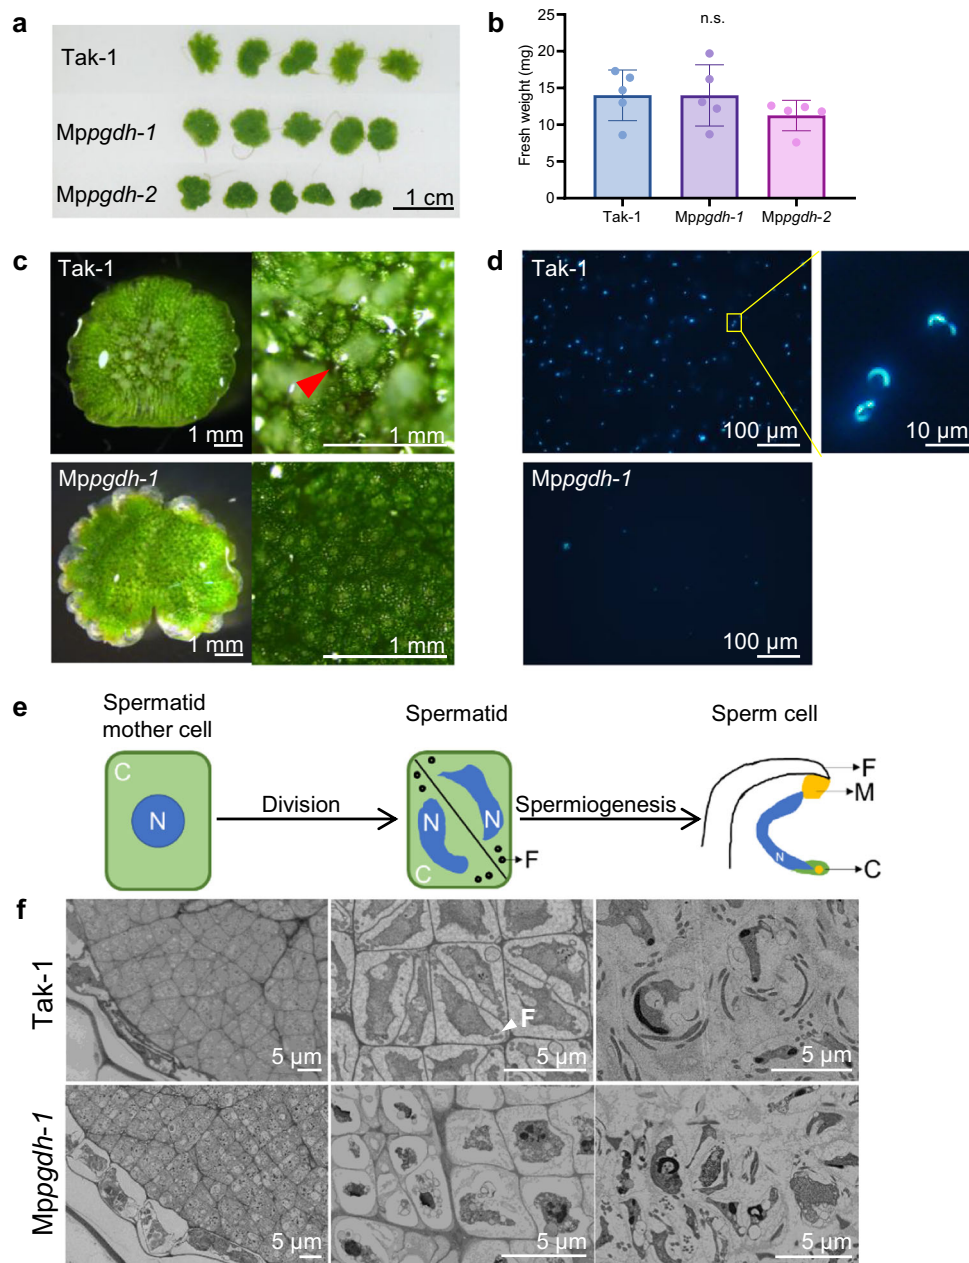 a
Tak-1
Mppgdh-1
Mppgdh-2
1 cm
b
n.s.
Fresh weight (mg)
25
20
15
10
5
0
Tak-1
Mppgdh-1
Mppgdh-2
c
Tak-1
1 mm
1 mm
Mppgdh-1
1 mm
1 mm
d
Tak-1
100 µm
10 µm
Mppgdh-1
100 µm
e
Spermatid
mother cell
Spermatid
Sperm cell
C
N
Division
N
N
C
F
Spermiogenesis
F
M
N
C
f
Tak-1
5 µm
F
5 µm
5 µm
Mppgdh-1
5 µm
5 µm
5 µm